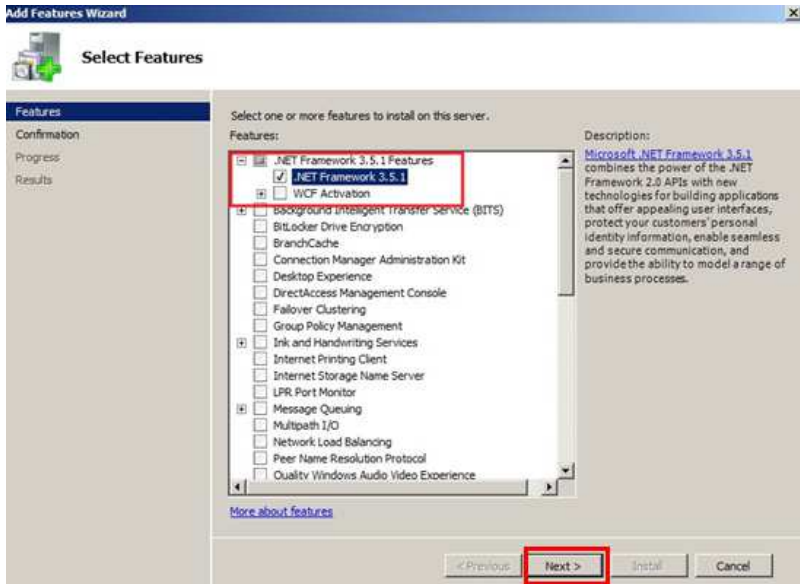 Add Features Wizard
Select Features
Features
Confirmation
Progress
Results
Select one or more features to install on this server.
Features:
.NET Framework 3.5.1 Features
.NET Framework 3.5.1
WCF Activation
Background Intelligent Transfer Service (BITS)
BitLocker Drive Encryption
BranchCache
Connection Manager Administration Kit
Desktop Experience
DirectAccess Management Console
Failover Clustering
Group Policy Management
Ink and Handwriting Services
Internet Printing Client
Internet Storage Name Server
LPR Port Monitor
Message Queuing
Multipath I/O
Network Load Balancing
Peer Name Resolution Protocol
Quality Windows Audio Video Experience
More about features
Description:
Microsoft .NET Framework 3.5.1
combines the power of the .NET
Framework 2.0 APIs with new
technologies for building applications
that offer appealing user interfaces,
protect your customers' personal
identity information, enable seamless
and secure communication, and
provide the ability to model a range of
business processes.
< Previous
Next >
Install
Cancel